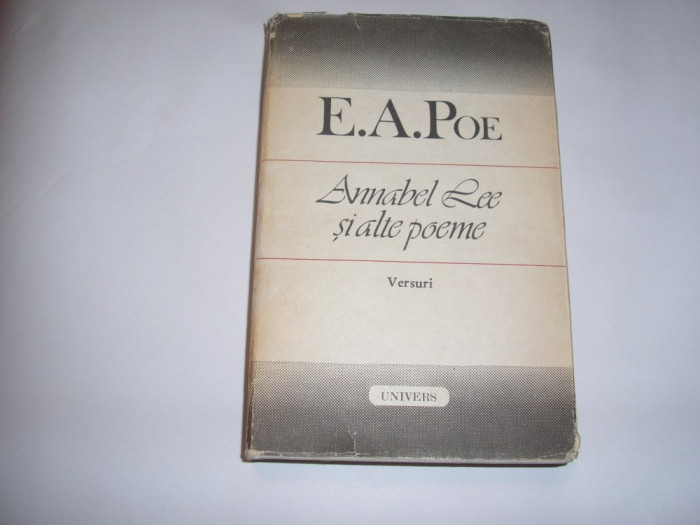 E.A.POE
Annabel Lee
și alte poeme
Versuri
UNIVERS